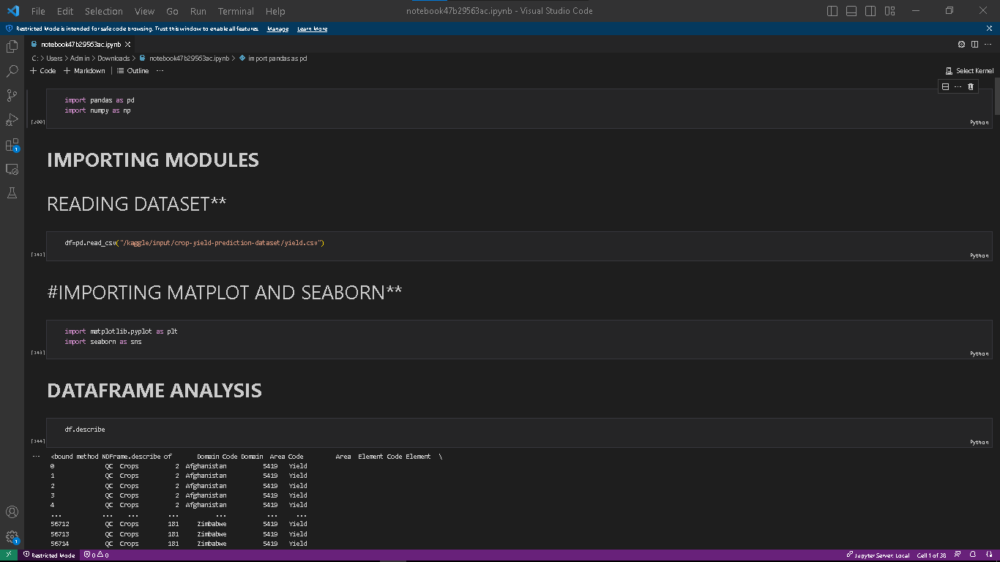 File Edit Selection View Go Run Terminal Help notebook47b29563ac.ipynb - Visual Studio Code
Restricted Mode is intended for safe code browsing. Trust this window to enable all features. Manage Learn More
notebook47b29563ac.ipynb
C: > Users > Admin > Downloads > notebook47b29563ac.ipynb > import pandas as pd
+ Code + Markdown Outline ... Select Kernel
import pandas as pd
import numpy as np
[200] Python
IMPORTING MODULES
READING DATASET**
df=pd.read_csv("/kaggle/input/crop-yield-prediction-dataset/yield.csv")
Python
#IMPORTING MATPLOT AND SEABORN**
import matplotlib.pyplot as plt
import seaborn as sns
[143] Python
DATAFRAME ANALYSIS
df.describe
[144] Python
... <bound method NDFrame.describe of Domain Code Domain Area Code Area Element Code Element \
0 QC Crops 2 Afghanistan 5419 Yield
1 QC Crops 2 Afghanistan 5419 Yield
2 QC Crops 2 Afghanistan 5419 Yield
3 QC Crops 2 Afghanistan 5419 Yield
4 QC Crops 2 Afghanistan 5419 Yield
... ... ... ... ... ... ...
56712 QC Crops 181 Zimbabwe 5419 Yield
56713 QC Crops 181 Zimbabwe 5419 Yield
56714 QC Crops 181 Zimbabwe 5419 Yield
Restricted Mode 0 0 Jupyter Server: Local Cell 1 of 38